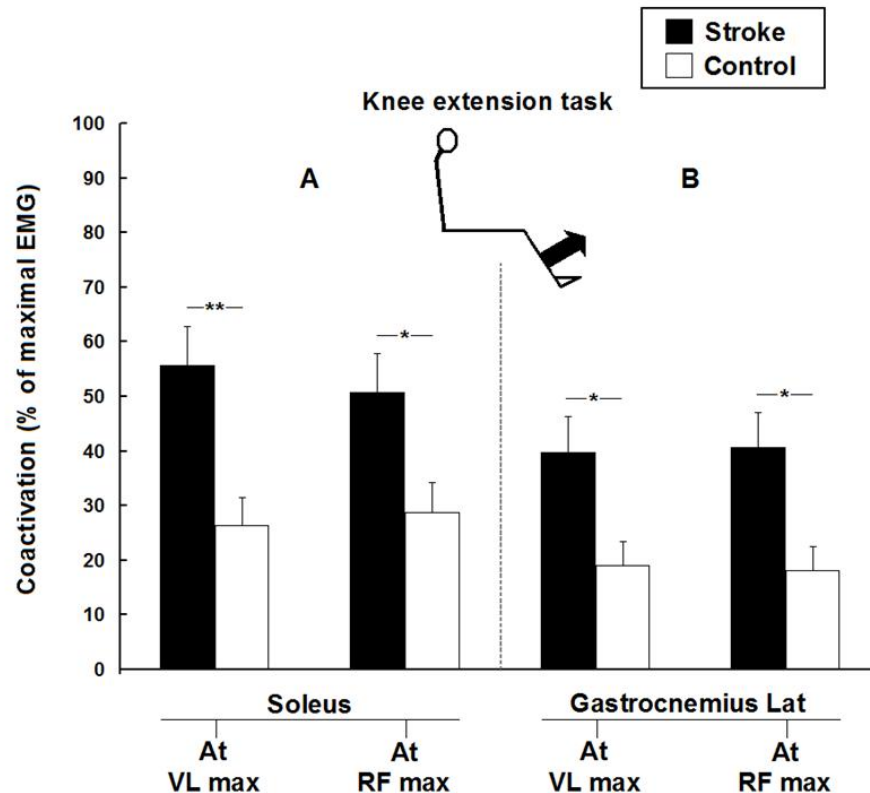 Stroke
Control
Knee extension task
A
B
Coactivation (% of maximal EMG)
100
90
80
70
60
50
40
30
20
10
0
**
*
*
*
Soleus
Gastrocnemius Lat
At
VL max
At
RF max
At
VL max
At
RF max